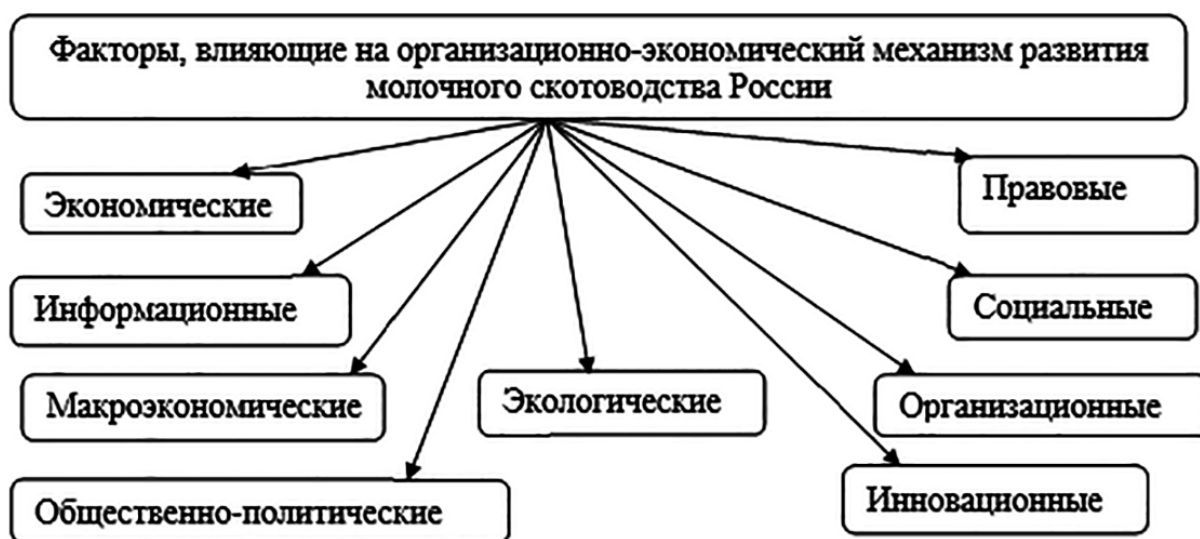 Факторы, влияющие на организационно-экономический механизм развития
молочного скотоводства России
Экономические
Правовые
Информационные
Социальные
Макроэкономические
Экологические
Организационные
Общественно-политические
Инновационные